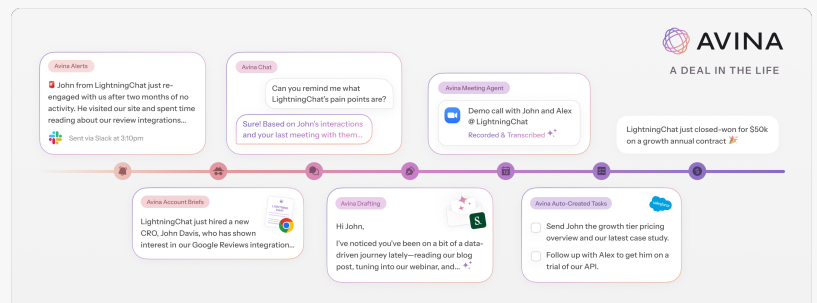 AVINA
A DEAL IN THE LIFE
Avina Alerts
John from LightningChat just re-
engaged with us after two months of no
activity. He visited our site and spent time
reading about our review integrations...
Sent via Slack at 3:10pm
Avina Chat
Can you remind me what
LightningChat's pain points are?
Sure! Based on John's interactions
and your last meeting with them...
Avina Meeting Agent
Demo call with John and Alex
@ LightningChat
Recorded & Transcribed
LightningChat just closed-won for $50k
on a growth annual contract 🎉
Avina Account Briefs
LightningChat just hired a new
CRO, John Davis, who has shown
interest in our Google Reviews integration...
Avina Drafting
S.
Hi John,
I've noticed you've been on a bit of a data-
driven journey lately—reading our blog
post, tuning into our webinar, and...
Avina Auto-Created Tasks
salesforce
Send John the growth tier pricing
overview and our latest case study.
Follow up with Alex to get him on a
trial of our API.